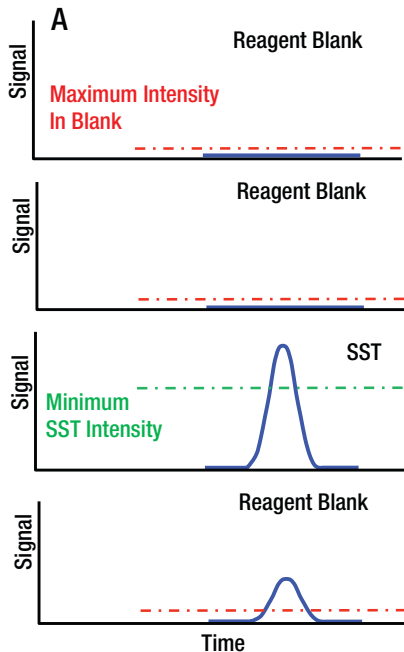 A
Signal
Reagent Blank
Maximum Intensity
In Blank
Signal
Reagent Blank
Signal
SST
Minimum
SST Intensity
Signal
Reagent Blank
Time